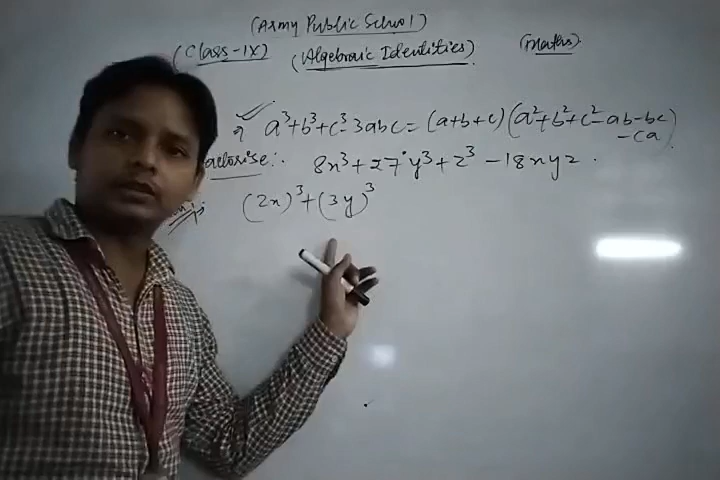 (Army Public School)
(Class-IX) (Algebraic Identities) (Maths)
a³+b³+c³-3abc=(a+b+c)(a²+b²+c²-ab-bc
-ca)
actorise:- 8x³+27y³+z³-18xyz.
(2x)³+(3y)³